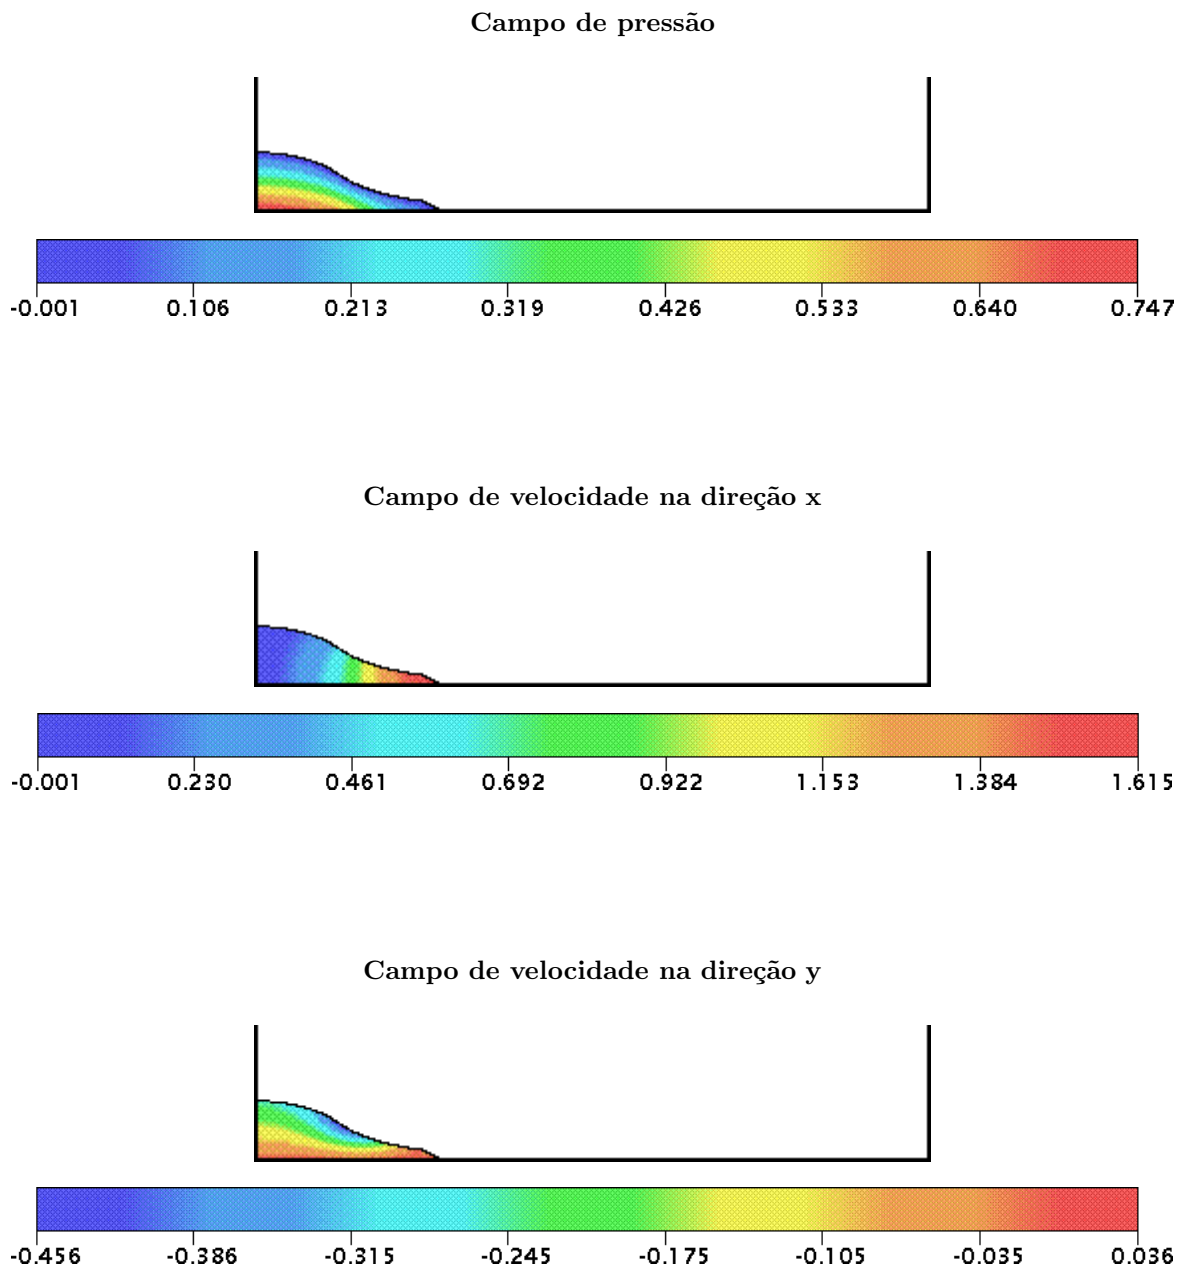 Campo de pressão
-0.001 0.106 0.213 0.319 0.426 0.533 0.640 0.747
Campo de velocidade na direção x
-0.001 0.230 0.461 0.692 0.922 1.153 1.384 1.615
Campo de velocidade na direção y
-0.456 -0.386 -0.315 -0.245 -0.175 -0.105 -0.035 0.036